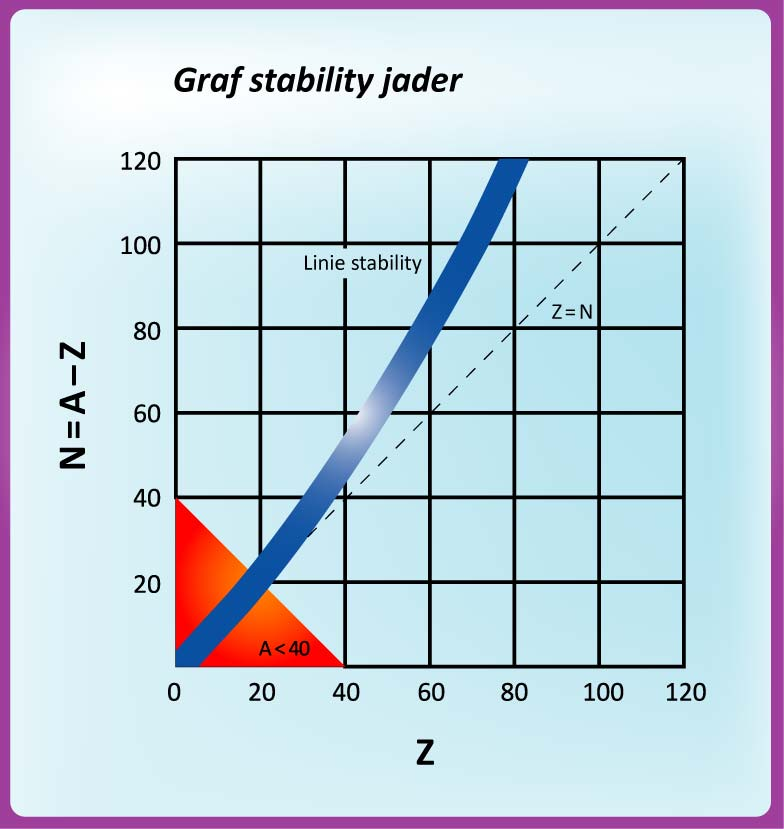 Graf stability jader
120
100
Linie stability
Z = N
80
N = A – Z
60
40
20
A < 40
0 20 40 60 80 100 120
Z